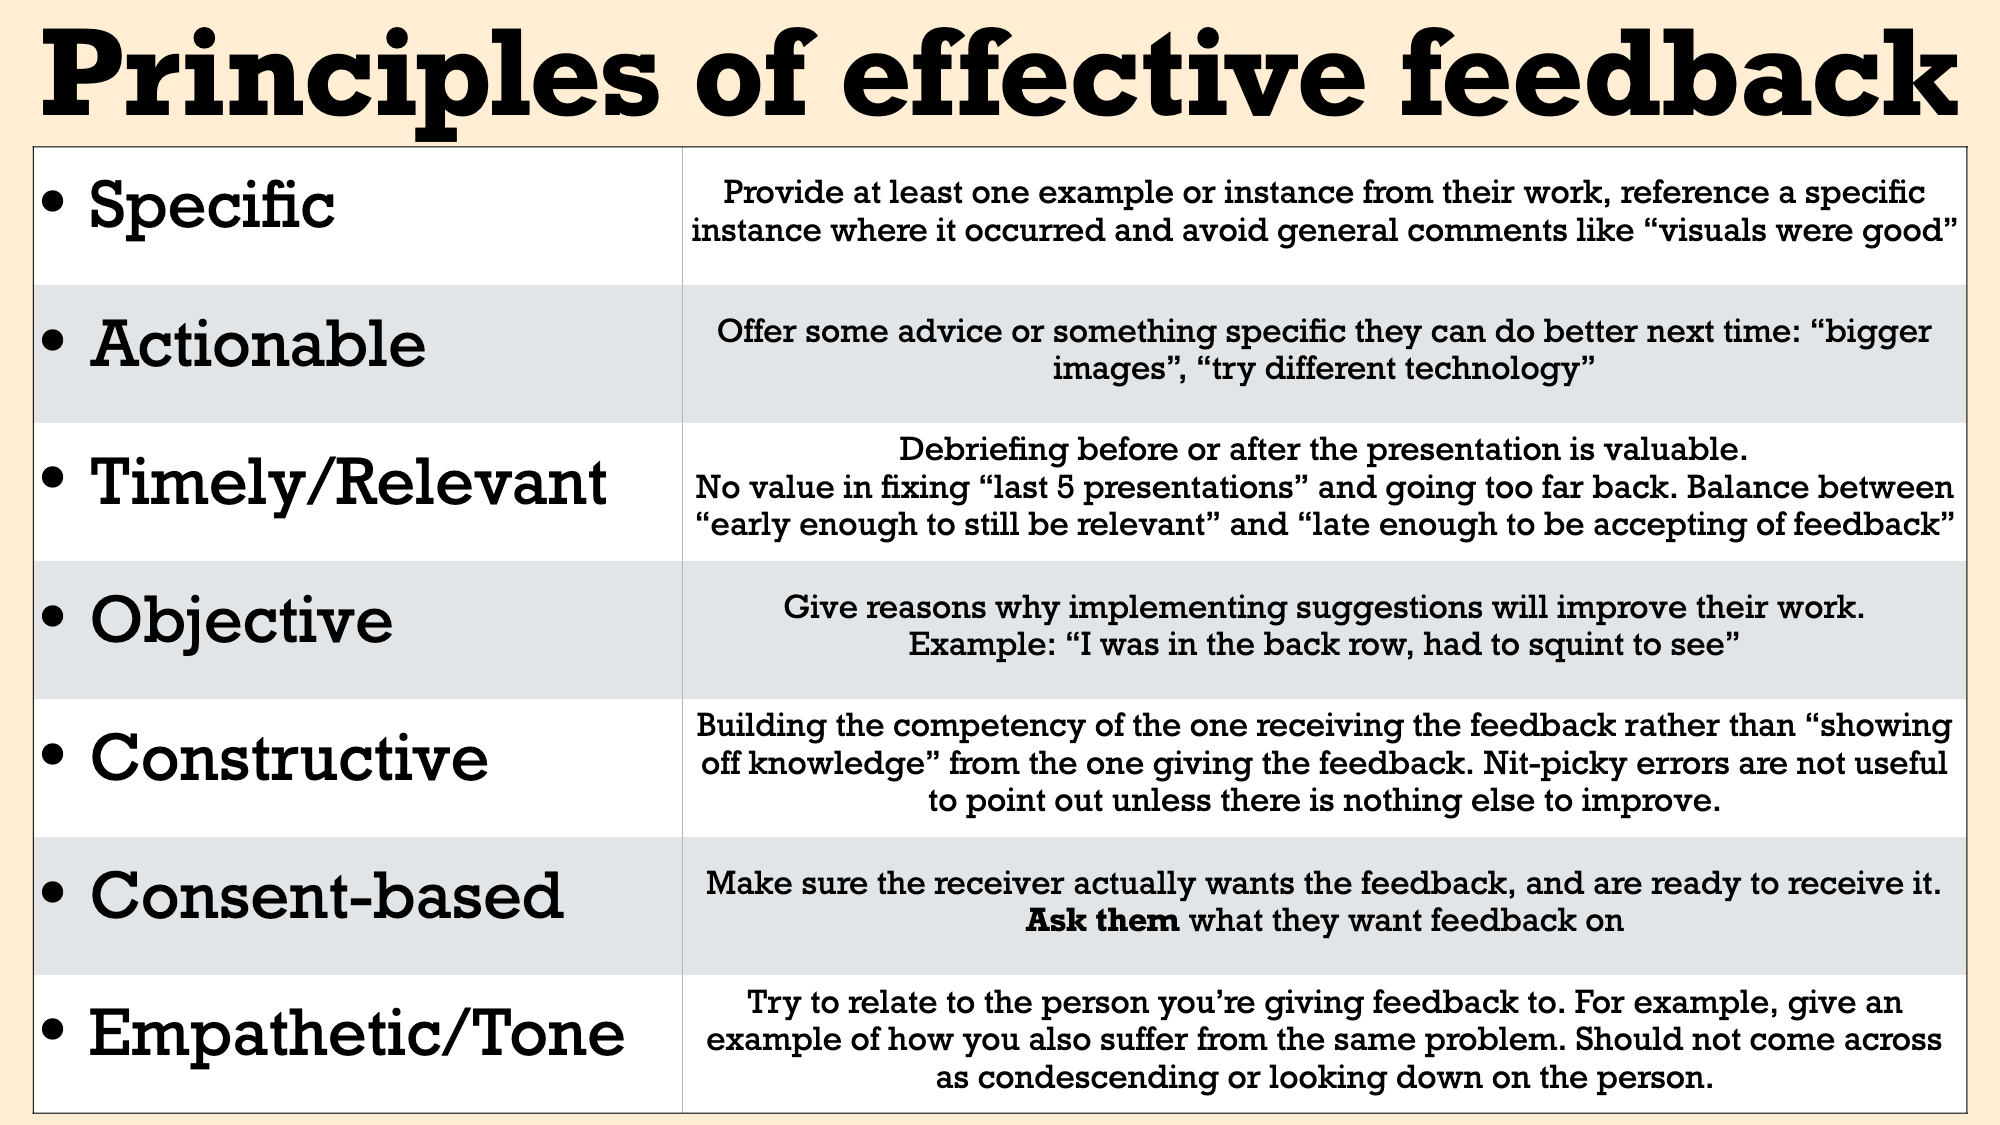 Principles of effective feedback
• Specific
Provide at least one example or instance from their work, reference a specific
instance where it occurred and avoid general comments like “visuals were good”
• Actionable
Offer some advice or something specific they can do better next time: “bigger
images”, “try different technology”
• Timely/Relevant
Debriefing before or after the presentation is valuable.
No value in fixing “last 5 presentations” and going too far back. Balance between
“early enough to still be relevant” and “late enough to be accepting of feedback”
• Objective
Give reasons why implementing suggestions will improve their work.
Example: “I was in the back row, had to squint to see”
• Constructive
Building the competency of the one receiving the feedback rather than “showing
off knowledge” from the one giving the feedback. Nit-picky errors are not useful
to point out unless there is nothing else to improve.
• Consent-based
Make sure the receiver actually wants the feedback, and are ready to receive it.
Ask them what they want feedback on
• Empathetic/Tone
Try to relate to the person you’re giving feedback to. For example, give an
example of how you also suffer from the same problem. Should not come across
as condescending or looking down on the person.